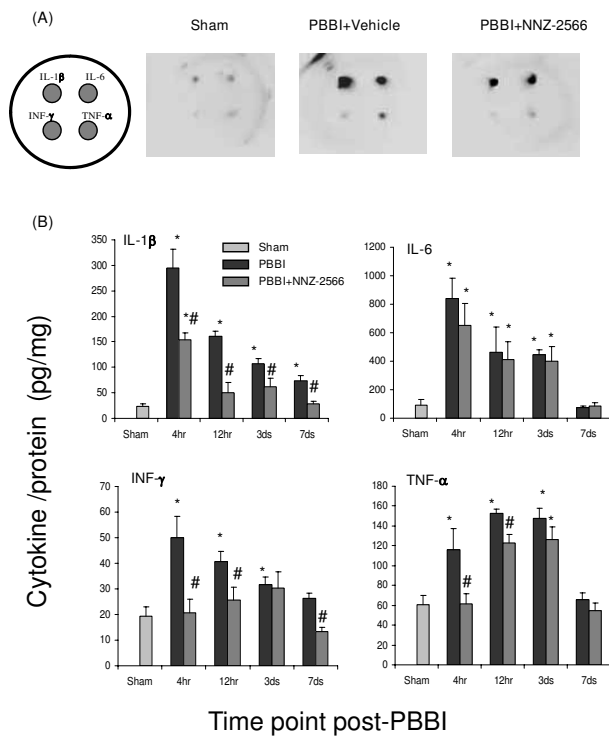 (A)
Sham
PBBI+Vehicle
PBBI+NNZ-2566
IL-1β IL-6
INF-γ TNF-α
(B)
Cytokine /protein (pg/mg)
IL-1β
350
300
250
200
150
100
50
0
Sham
PBBI
PBBI+NNZ-2566
*
*#
*
#
*
#
*
#
Sham 4hr 12hr 3ds 7ds
IL-6
1200
1000
800
600
400
200
0
* * * * * *
Sham 4hr 12hr 3ds 7ds
INF-γ
70
60
50
40
30
20
10
0
*
#
*
#
*
#
Sham 4hr 12hr 3ds 7ds
TNF-α
180
160
140
120
100
80
60
40
20
0
*
#
*
#
* *
Sham 4hr 12hr 3ds 7ds
Time point post-PBBI